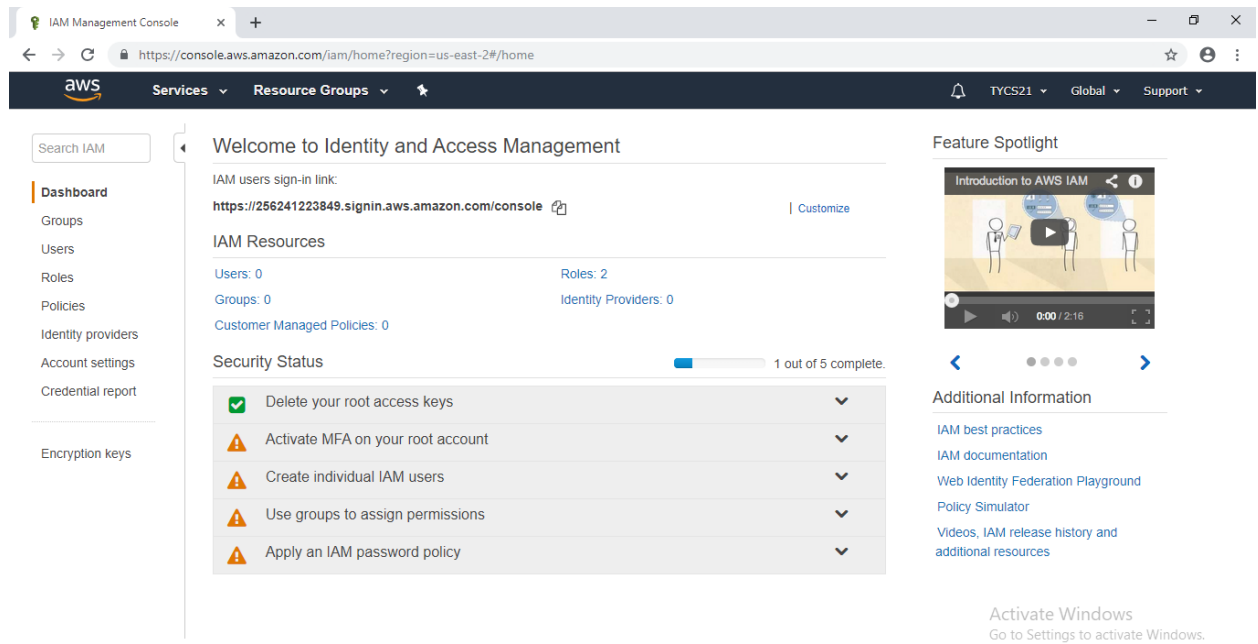 IAM Management Console
https://console.aws.amazon.com/iam/home?region=us-east-2#/home
aws Services Resource Groups TYCS21 Global Support
Search IAM
Dashboard
Groups
Users
Roles
Policies
Identity providers
Account settings
Credential report
Encryption keys
Welcome to Identity and Access Management
IAM users sign-in link:
https://256241223849.signin.aws.amazon.com/console | Customize
IAM Resources
Users: 0 Roles: 2
Groups: 0 Identity Providers: 0
Customer Managed Policies: 0
Security Status 1 out of 5 complete.
Delete your root access keys
Activate MFA on your root account
Create individual IAM users
Use groups to assign permissions
Apply an IAM password policy
Feature Spotlight
Introduction to AWS IAM
0:00 / 2:16
Additional Information
IAM best practices
IAM documentation
Web Identity Federation Playground
Policy Simulator
Videos, IAM release history and
additional resources
Activate Windows
Go to Settings to activate Windows.